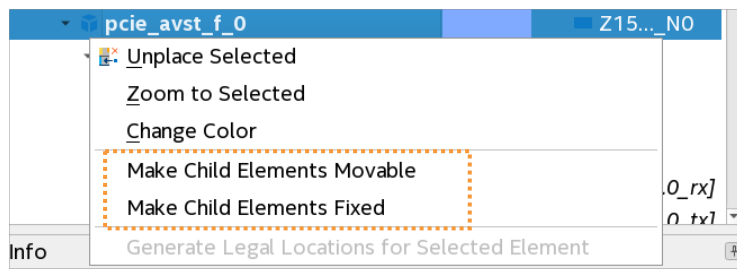 pcie_avst_f_0 Z15..._N0
Unplace Selected
Zoom to Selected
Change Color
Make Child Elements Movable
.0_rx]
Make Child Elements Fixed
0_tx]
Info
Generate Legal Locations for Selected Element